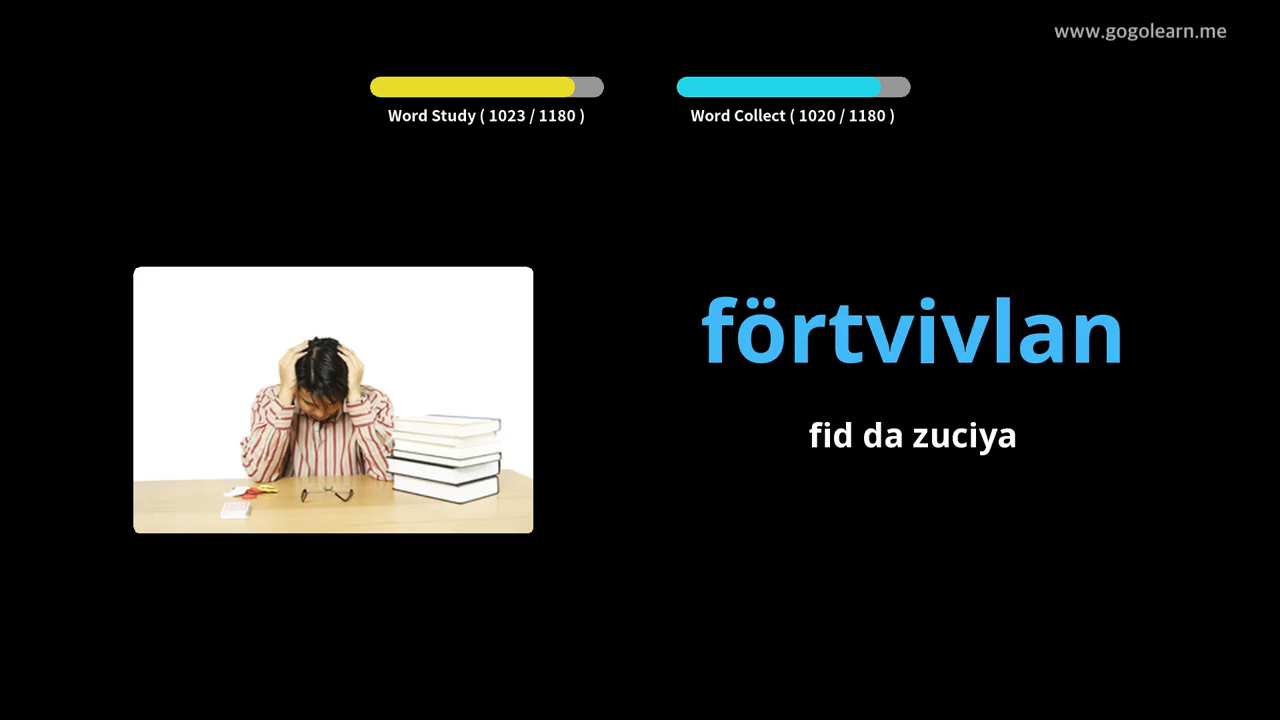 www.gogolearn.me
Word Study ( 1023 / 1180 )
Word Collect ( 1020 / 1180 )
förtvivlan
fid da zuciya